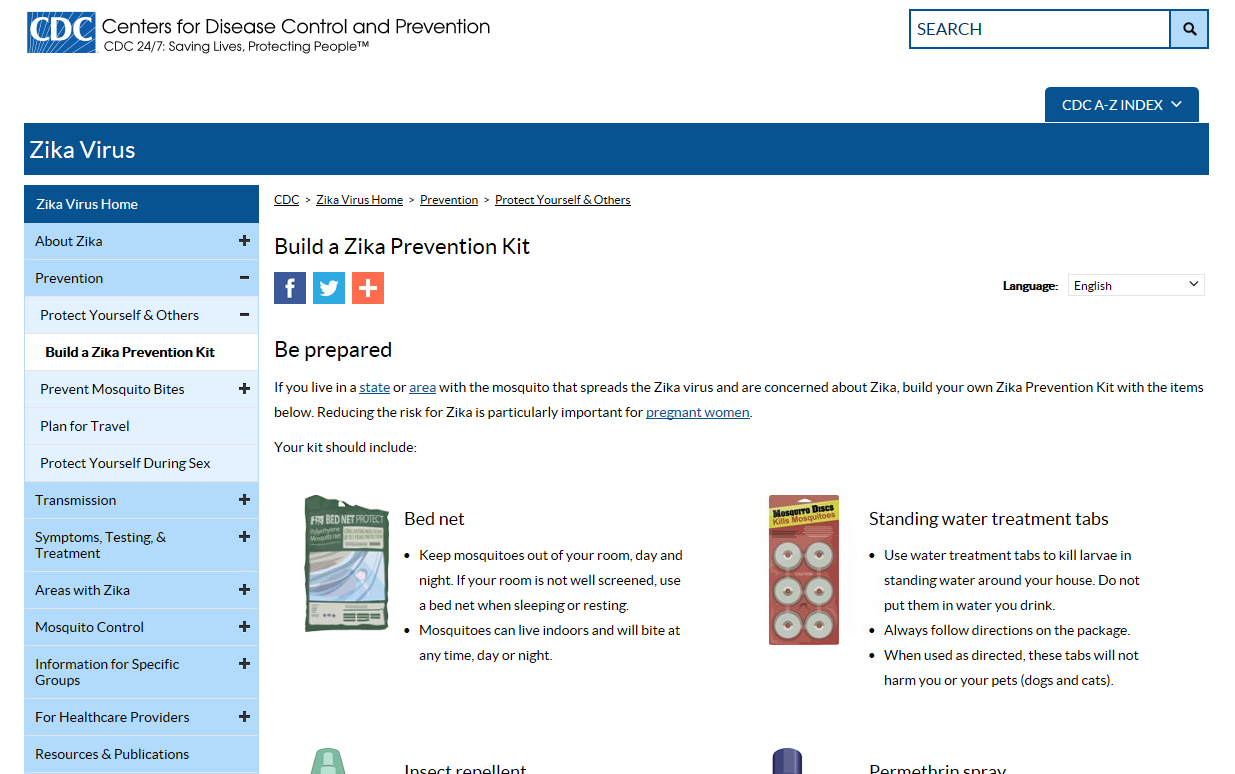 CDC Centers for Disease Control and Prevention
CDC 24/7: Saving Lives, Protecting People™
SEARCH
CDC A-Z INDEX
Zika Virus
Zika Virus Home
About Zika
Prevention
Protect Yourself & Others
Build a Zika Prevention Kit
Prevent Mosquito Bites
Plan for Travel
Protect Yourself During Sex
Transmission
Symptoms, Testing, &
Treatment
Areas with Zika
Mosquito Control
Information for Specific
Groups
For Healthcare Providers
Resources & Publications
CDC > Zika Virus Home > Prevention > Protect Yourself & Others
Build a Zika Prevention Kit
Language: English
Be prepared
If you live in a state or area with the mosquito that spreads the Zika virus and are concerned about Zika, build your own Zika Prevention Kit with the items
below. Reducing the risk for Zika is particularly important for pregnant women.
Your kit should include:
BED NET PROTECT
Polyethylene
Mosquito net
Bed net
• Keep mosquitoes out of your room, day and
night. If your room is not well screened, use
a bed net when sleeping or resting.
• Mosquitoes can live indoors and will bite at
any time, day or night.
Mosquito Discs
Kills Mosquitoes
Standing water treatment tabs
• Use water treatment tabs to kill larvae in
standing water around your house. Do not
put them in water you drink.
• Always follow directions on the package.
• When used as directed, these tabs will not
harm you or your pets (dogs and cats).
Insect repellent
Permethrin spray